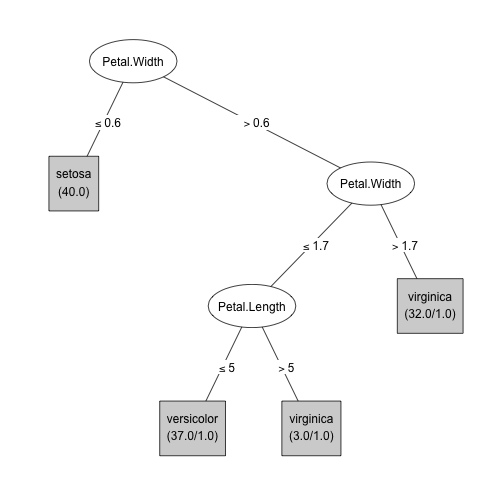 Petal.Width
≤ 0.6
> 0.6
setosa
(40.0)
Petal.Width
≤ 1.7
> 1.7
Petal.Length
virginica
(32.0/1.0)
≤ 5
> 5
versicolor
(37.0/1.0)
virginica
(3.0/1.0)